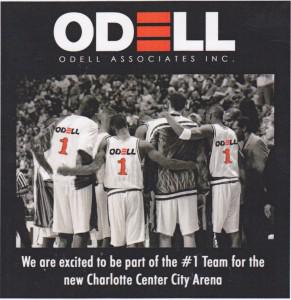 ODELL
ODELL ASSOCIATES INC.
ODELL
1
ODELL
1
ODELL
1
We are excited to be part of the #1 Team for the
new Charlotte Center City Arena